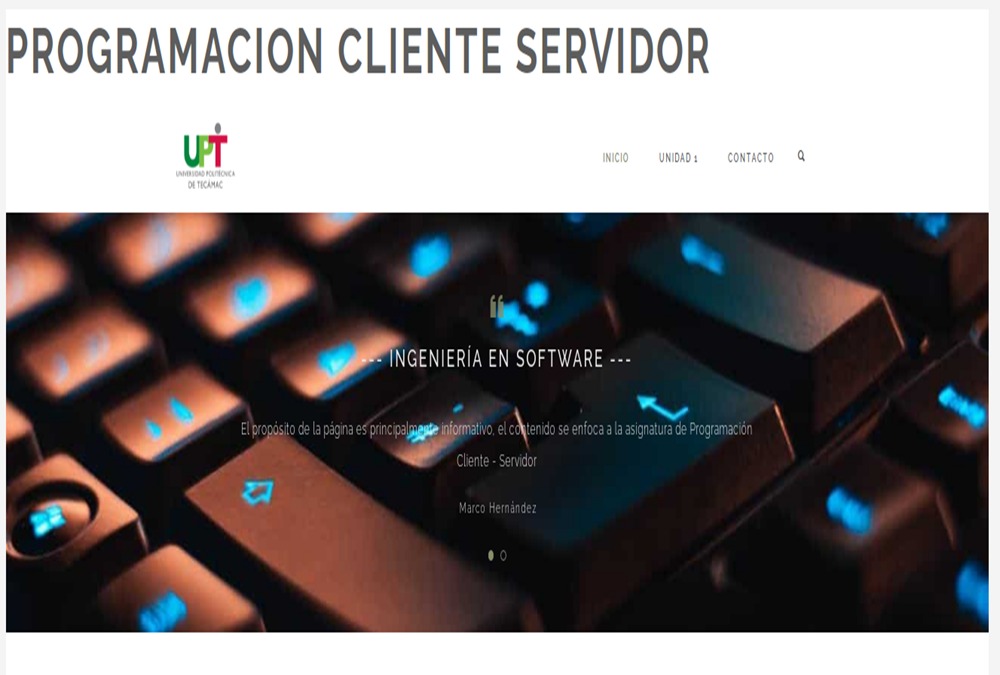 PROGRAMACION CLIENTE SERVIDOR
UPT
UNIVERSIDAD POLITÉCNICA
DE TECÁMAC
INICIO
UNIDAD 1
CONTACTO
“
--- INGENIERÍA EN SOFTWARE ---
El propósito de la página es principalmente informativo, el contenido se enfoca a la asignatura de Programación
Cliente - Servidor
Marco Hernández